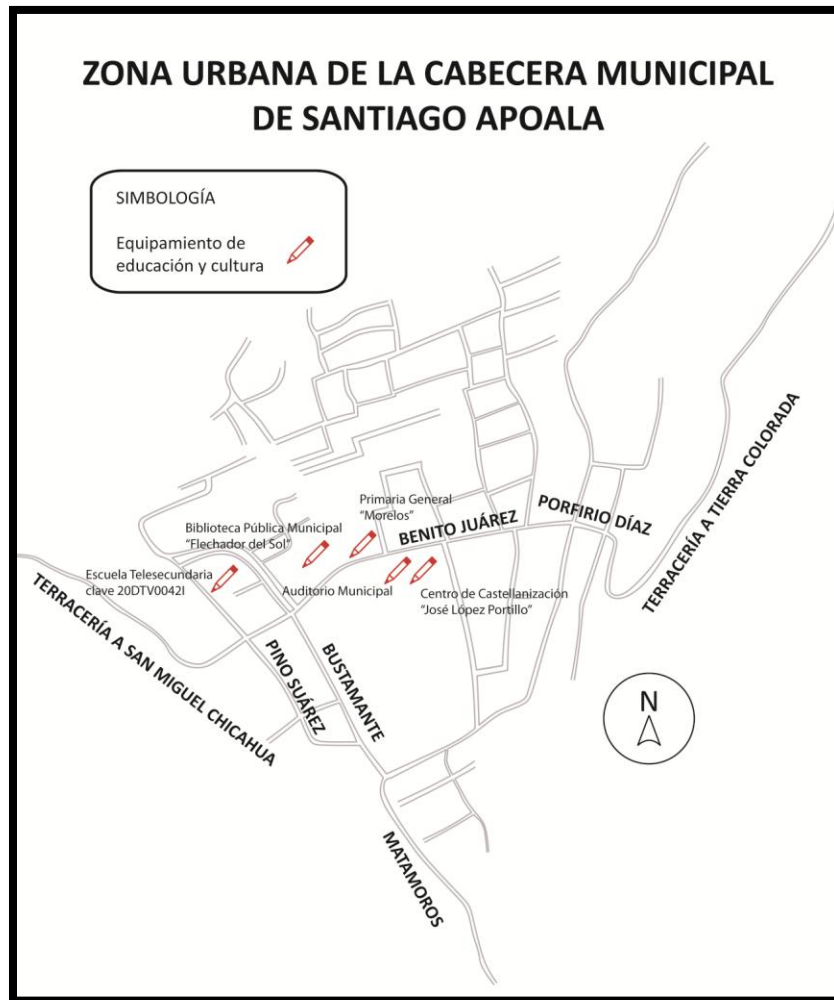 ZONA URBANA DE LA CABECERA MUNICIPAL
DE SANTIAGO APOALA
SIMBOLOGÍA
Equipamiento de
educación y cultura
Primaria General
“Morelos”
Biblioteca Pública Municipal
“Flechador del Sol”
BENITO JUÁREZ
PORFIRIO DÍAZ
TERRACERÍA A TIERRA COLORADA
Escuela Telesecundaria
clave 20DTV0042I
Auditorio Municipal
Centro de Castellanización
“José López Portillo”
TERRACERÍA A SAN MIGUEL CHICAHUA
PINO SUÁREZ
BUSTAMANTE
N
MATAMOROS